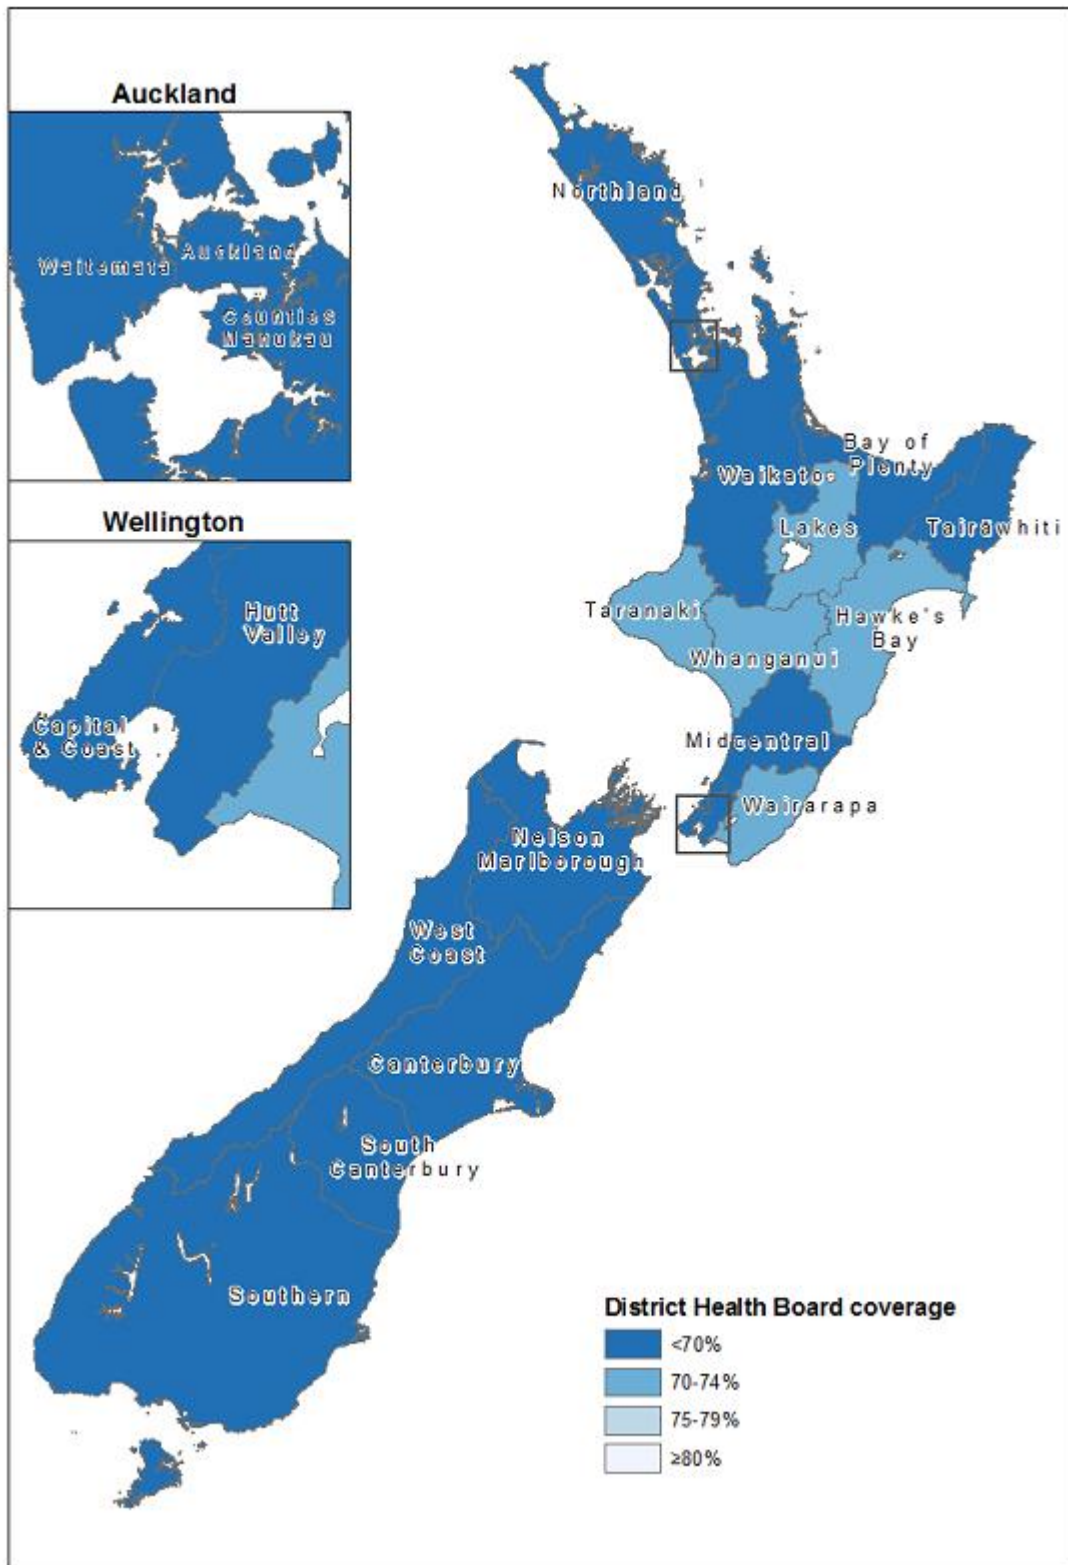 Auckland
Waitemata
Auckland
Counties
Manukau
Wellington
Hutt
Valley
Capital
& Coast
Northland
Bay of
Plenty
Waikato
Lakes
Tairāwhiti
Taranaki
Hawke's
Bay
Whanganui
Midcentral
Wairarapa
Nelson
Marlborough
West
Coast
Canterbury
South
Canterbury
Southern
District Health Board coverage
<70%
70-74%
75-79%
≥80%